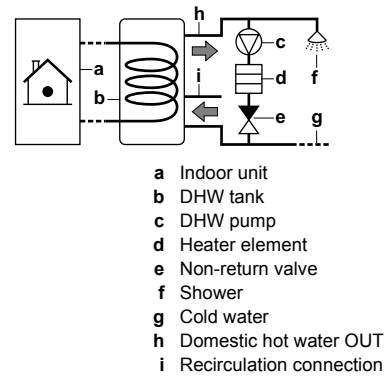 h
c
a
i
d
f
b
e
g
a Indoor unit
b DHW tank
c DHW pump
d Heater element
e Non-return valve
f Shower
g Cold water
h Domestic hot water OUT
i Recirculation connection